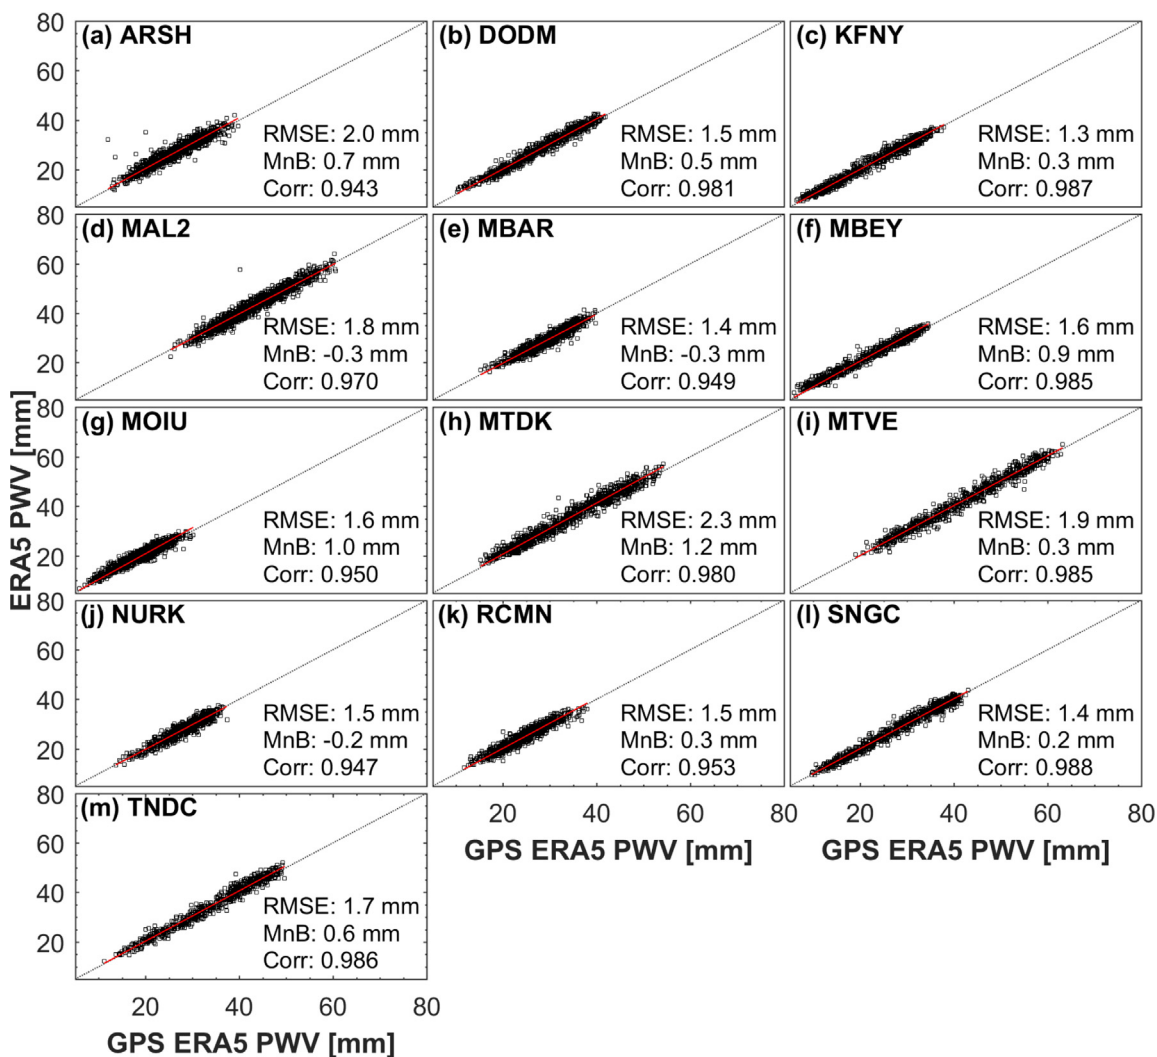 ERA5 PWV [mm]
80
60
40
20
(a) ARSH
RMSE: 2.0 mm
MnB: 0.7 mm
Corr: 0.943
(b) DODM
RMSE: 1.5 mm
MnB: 0.5 mm
Corr: 0.981
(c) KFNY
RMSE: 1.3 mm
MnB: 0.3 mm
Corr: 0.987
80
60
40
20
(d) MAL2
RMSE: 1.8 mm
MnB: -0.3 mm
Corr: 0.970
(e) MBAR
RMSE: 1.4 mm
MnB: -0.3 mm
Corr: 0.949
(f) MBEY
RMSE: 1.6 mm
MnB: 0.9 mm
Corr: 0.985
80
60
40
20
(g) MOIU
RMSE: 1.6 mm
MnB: 1.0 mm
Corr: 0.950
(h) MTDK
RMSE: 2.3 mm
MnB: 1.2 mm
Corr: 0.980
(i) MTVE
RMSE: 1.9 mm
MnB: 0.3 mm
Corr: 0.985
80
60
40
20
(j) NURK
RMSE: 1.5 mm
MnB: -0.2 mm
Corr: 0.947
(k) RCMN
RMSE: 1.5 mm
MnB: 0.3 mm
Corr: 0.953
20 40 60 80
GPS ERA5 PWV [mm]
(l) SNGC
RMSE: 1.4 mm
MnB: 0.2 mm
Corr: 0.988
20 40 60 80
GPS ERA5 PWV [mm]
80
60
40
20
(m) TNDC
RMSE: 1.7 mm
MnB: 0.6 mm
Corr: 0.986
20 40 60 80
GPS ERA5 PWV [mm]